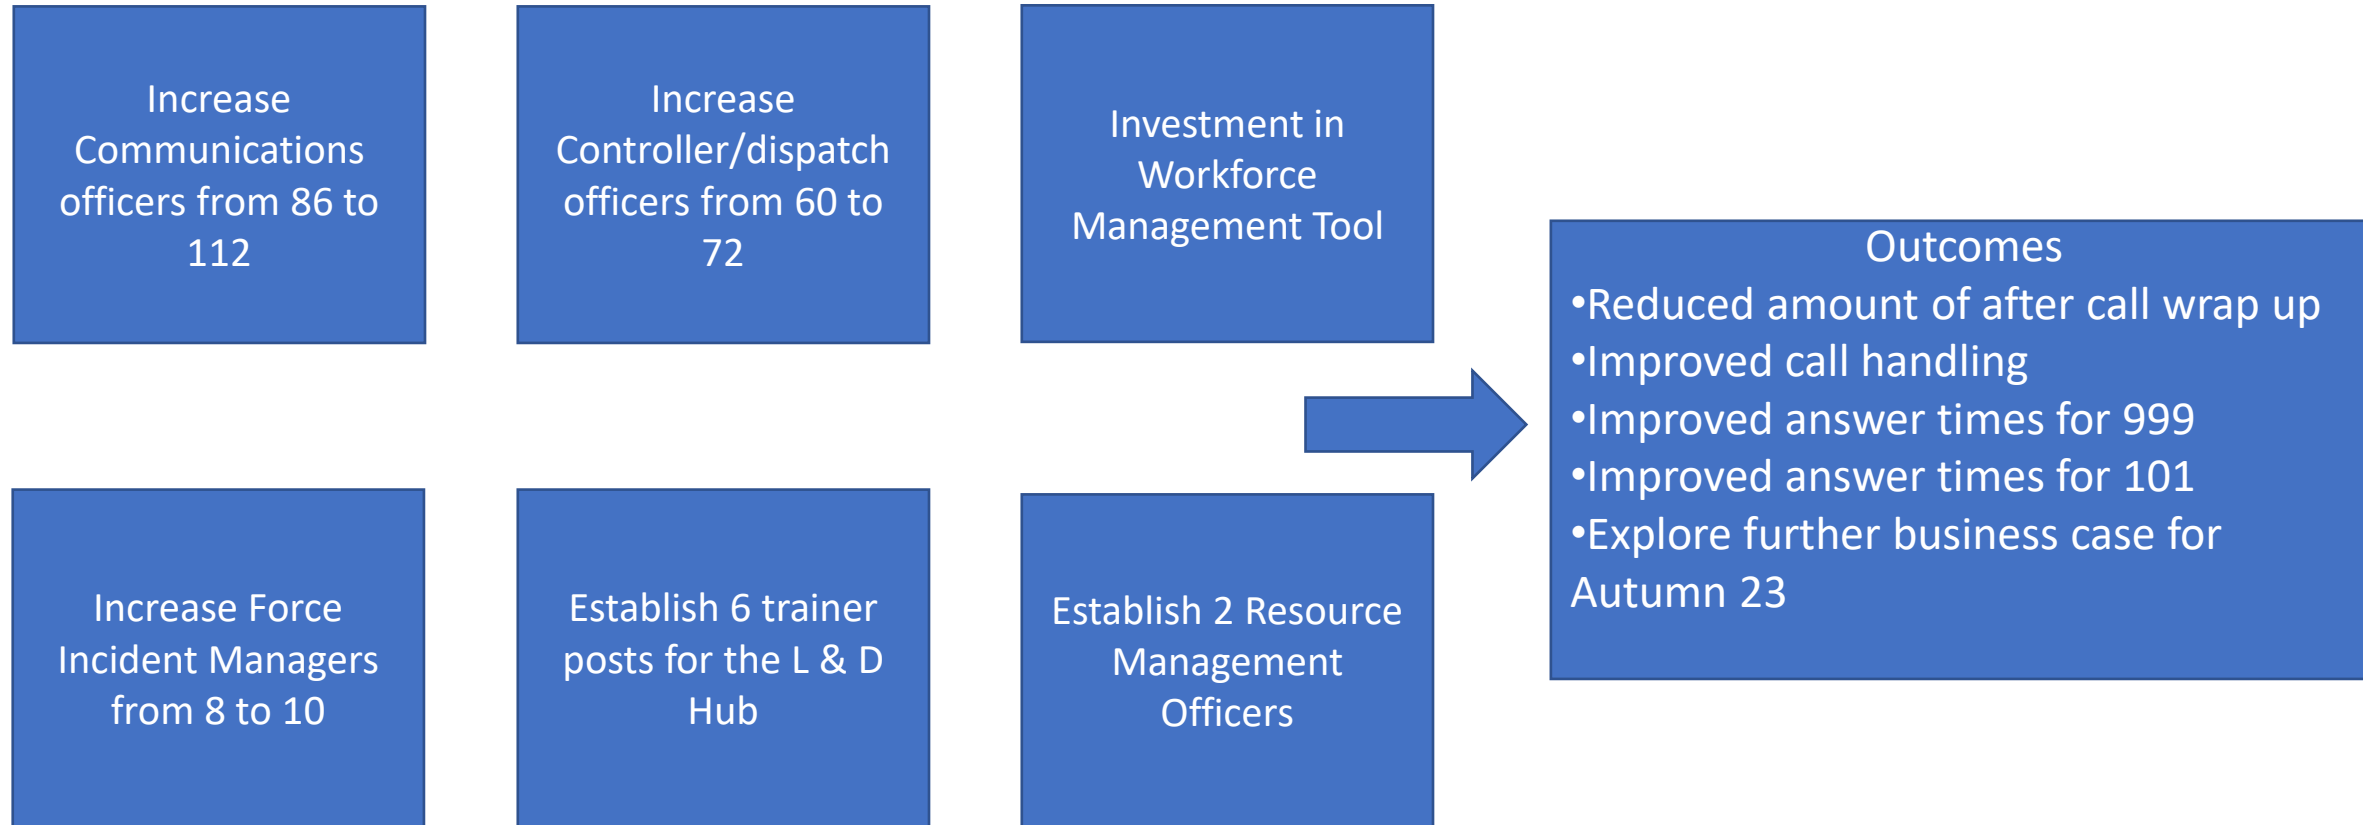 Increase
Communications
officers from 86 to
112
Increase
Controller/dispatch
officers from 60 to
72
Investment in
Workforce
Management Tool
Increase Force
Incident Managers
from 8 to 10
Establish 6 trainer
posts for the L & D
Hub
Establish 2 Resource
Management
Officers
Outcomes
•Reduced amount of after call wrap up
•Improved call handling
•Improved answer times for 999
•Improved answer times for 101
•Explore further business case for
Autumn 23